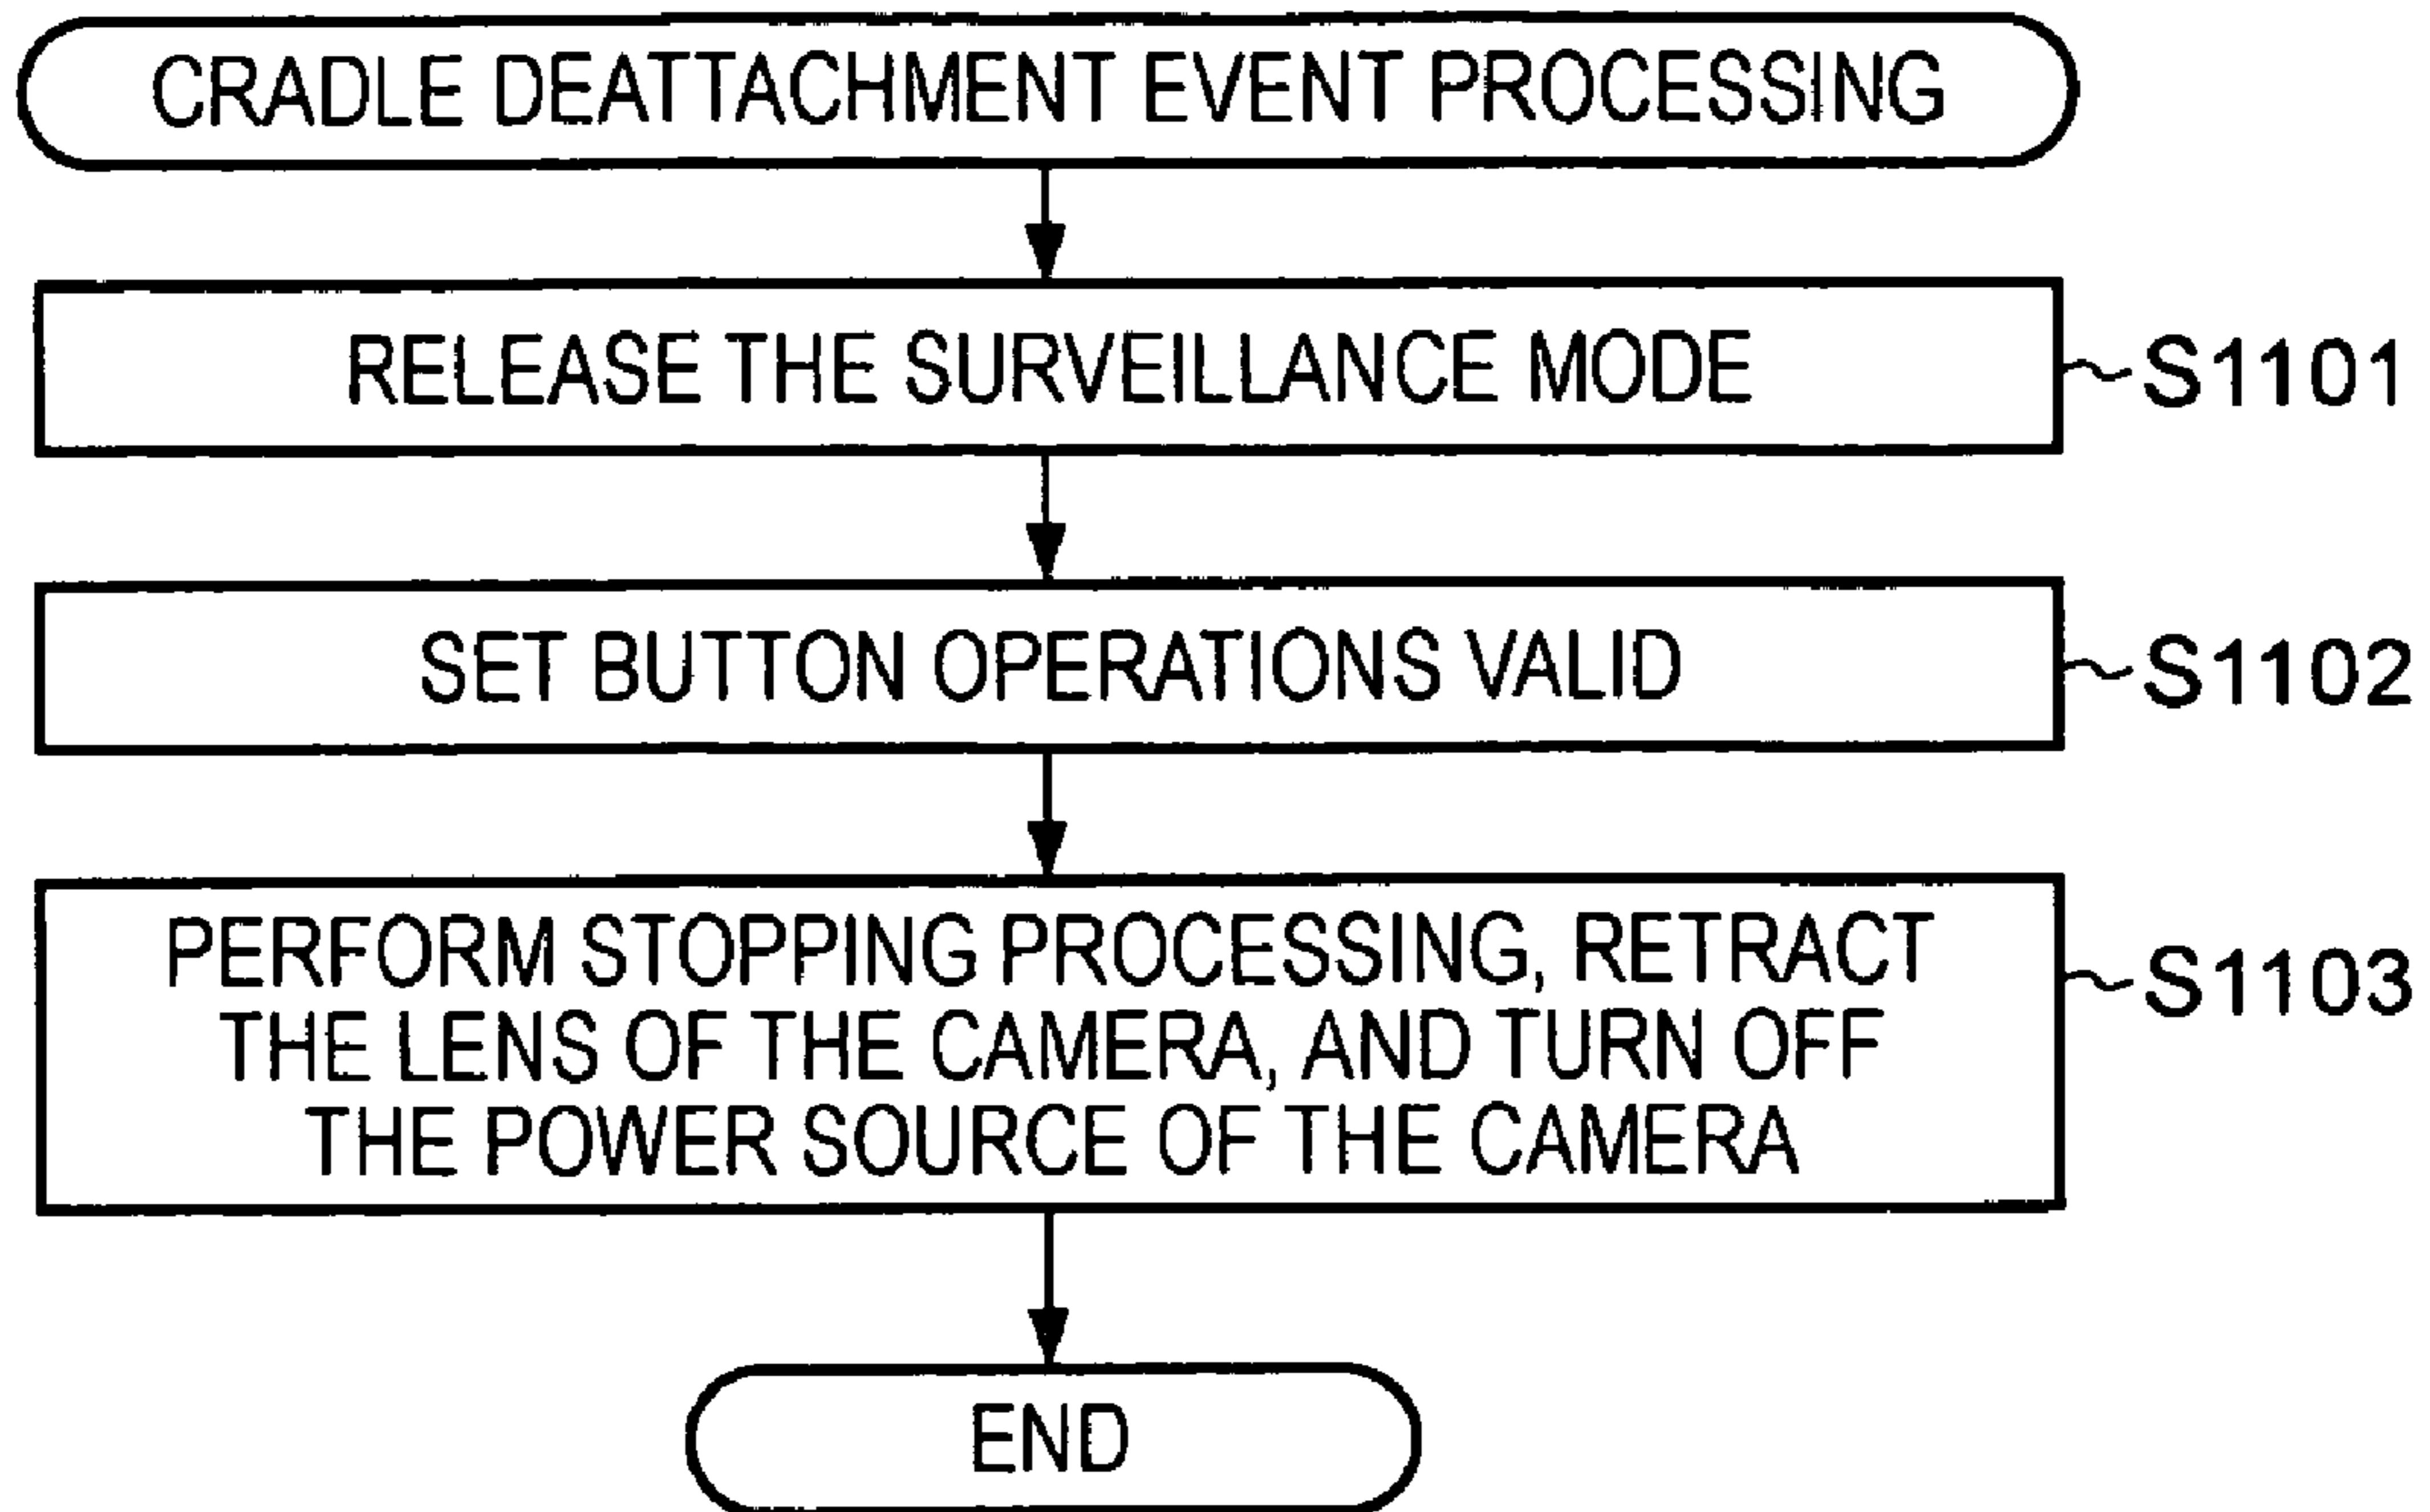 CRADLE DEATTACHMENT EVENT PROCESSING
RELEASE THE SURVEILLANCE MODE
S1101
SET BUTTON OPERATIONS VALID
S1102
PERFORM STOPPING PROCESSING, RETRACT
THE LENS OF THE CAMERA, AND TURN OFF
THE POWER SOURCE OF THE CAMERA
S1103
END